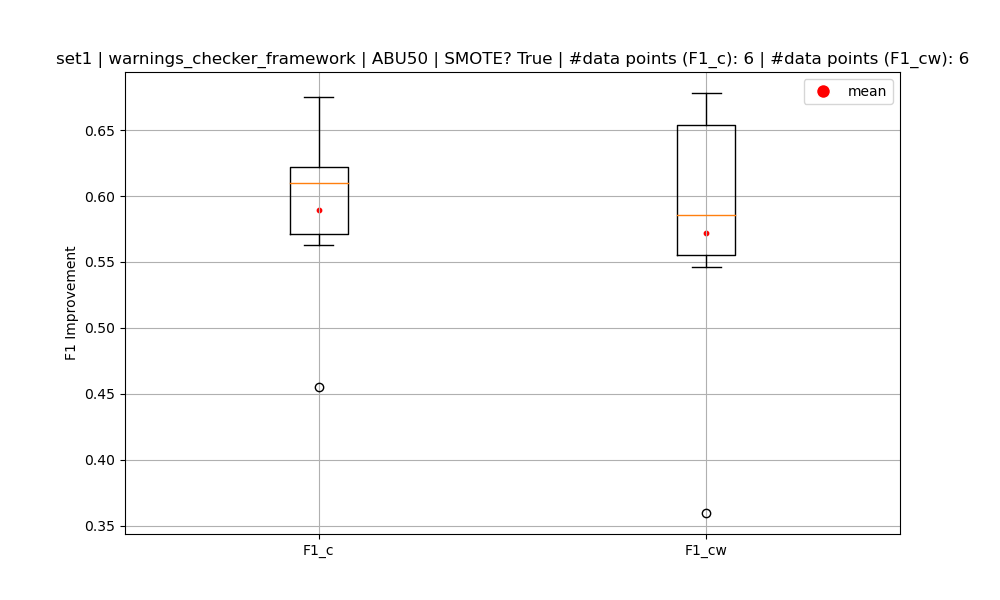 set1 | warnings_checker_framework | ABU50 | SMOTE? True | #data points (F1_c): 6 | #data points (F1_cw): 6
mean
F1 Improvement
0.65
0.60
0.55
0.50
0.45
0.40
0.35
F1_c
F1_cw